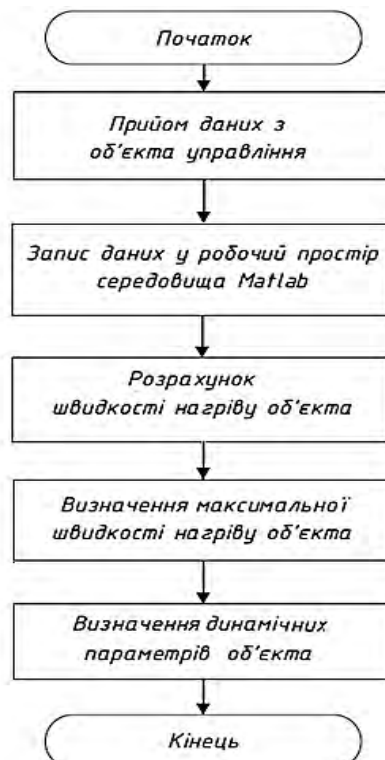 Початок
Прийом даних з
об'єкта управління
Запис даних у робочий простір
середовища Matlab
Розрахунок
швидкості нагріву об'єкта
Визначення максимальної
швидкості нагріву об'єкта
Визначення динамічних
параметрів об'єкта
Кінець